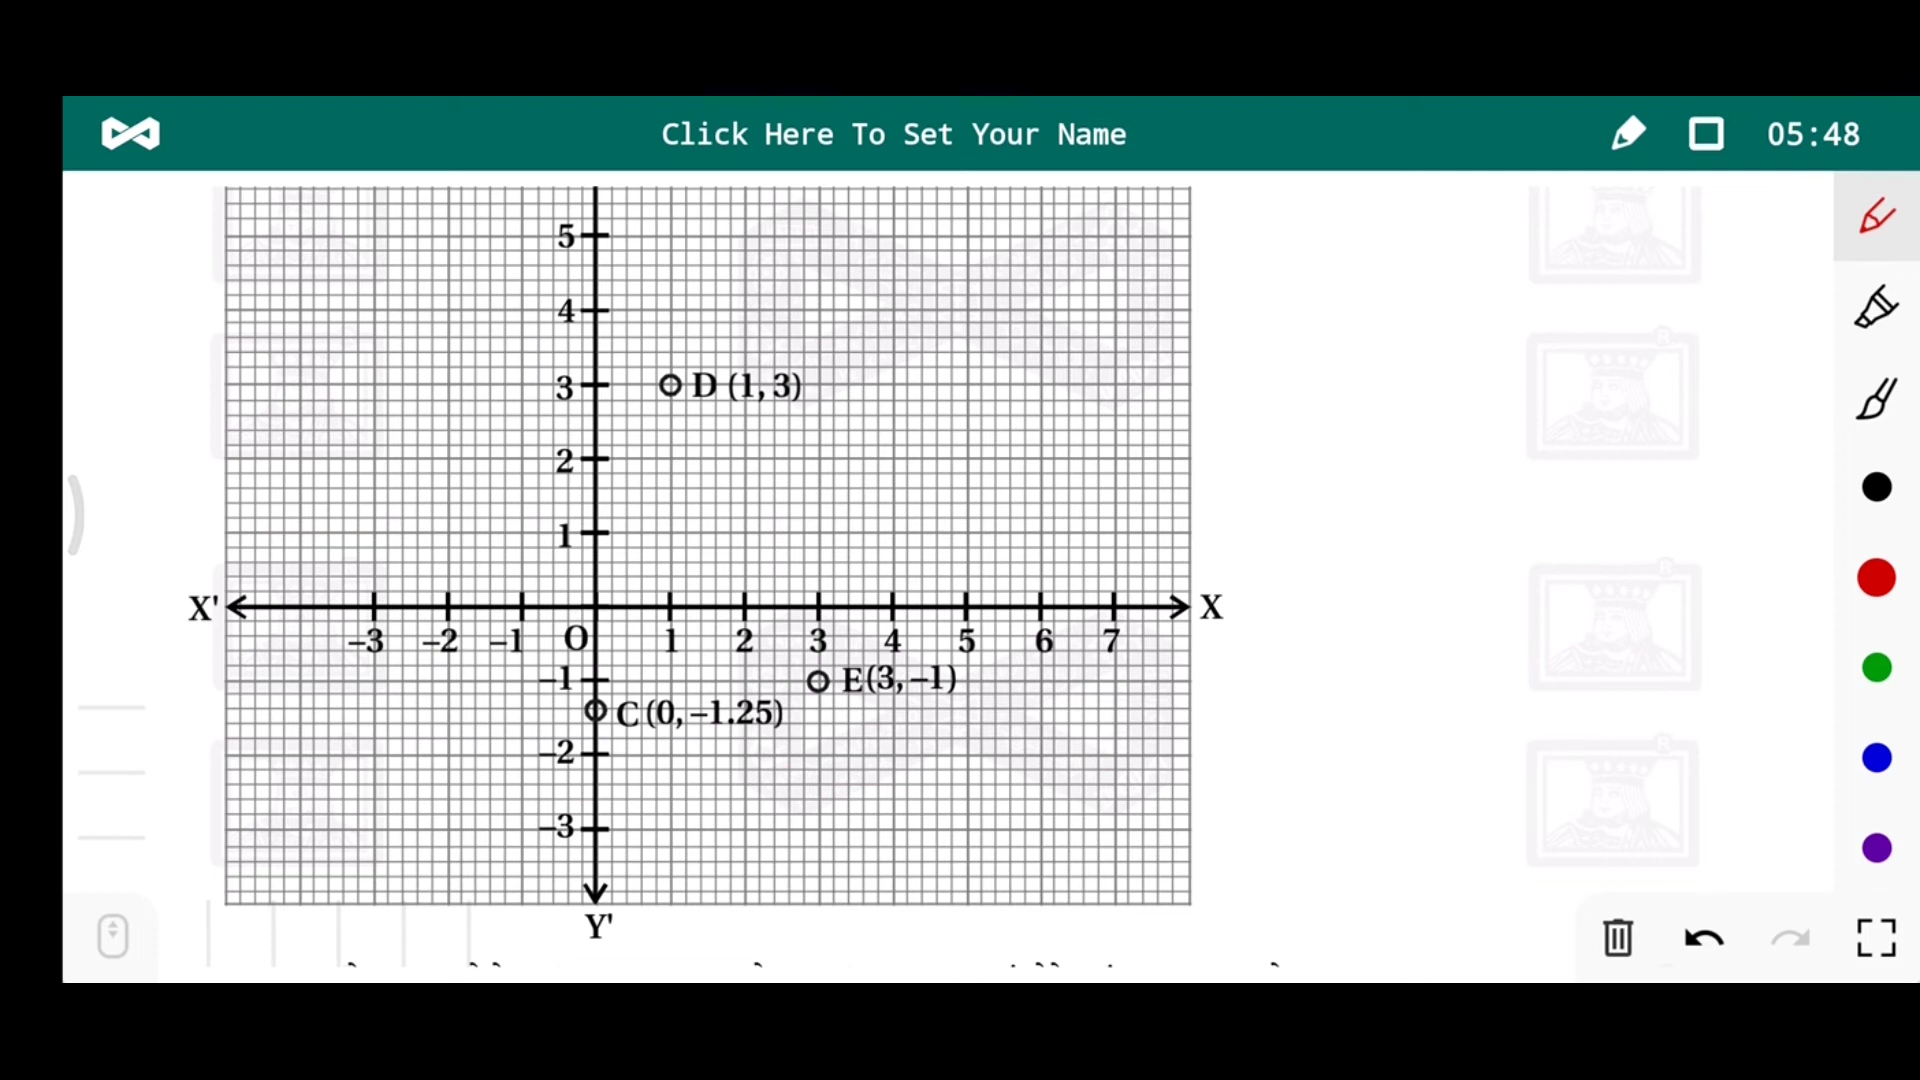 Click Here To Set Your Name
05:48
5
4
3
D (1, 3)
2
1
X'
X
–3 –2 –1 O 1 2 3 4 5 6 7
–1
E(3, –1)
C (0, –1.25)
–2
–3
Y'